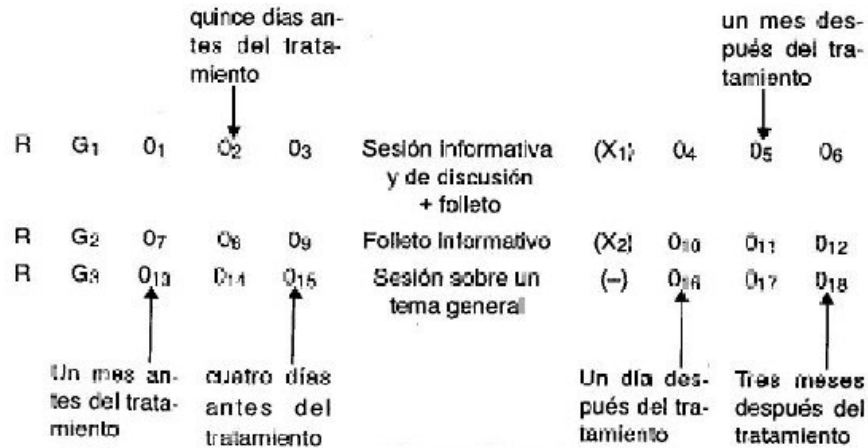 quince días an-
tes del trata-
miento
un mes des-
pués del tra-
tamiento
R G₁ 0₁ 0₂ 0₃ Sesión informativa (X₁) 0₄ 0₅ 0₆
y de discusión
+ folleto
R G₂ 0₇ 0₈ 0₉ Folleto informativo (X₂) 0₁₀ 0₁₁ 0₁₂
R G₃ 0₁₃ 0₁₄ 0₁₅ Sesión sobre un (–) 0₁₆ 0₁₇ 0₁₈
tema general
Un mes an-
tes del trata-
miento
cuatro días
antes del
tratamiento
Un día des-
pués del tra-
tamiento
Tres meses
después del
tratamiento